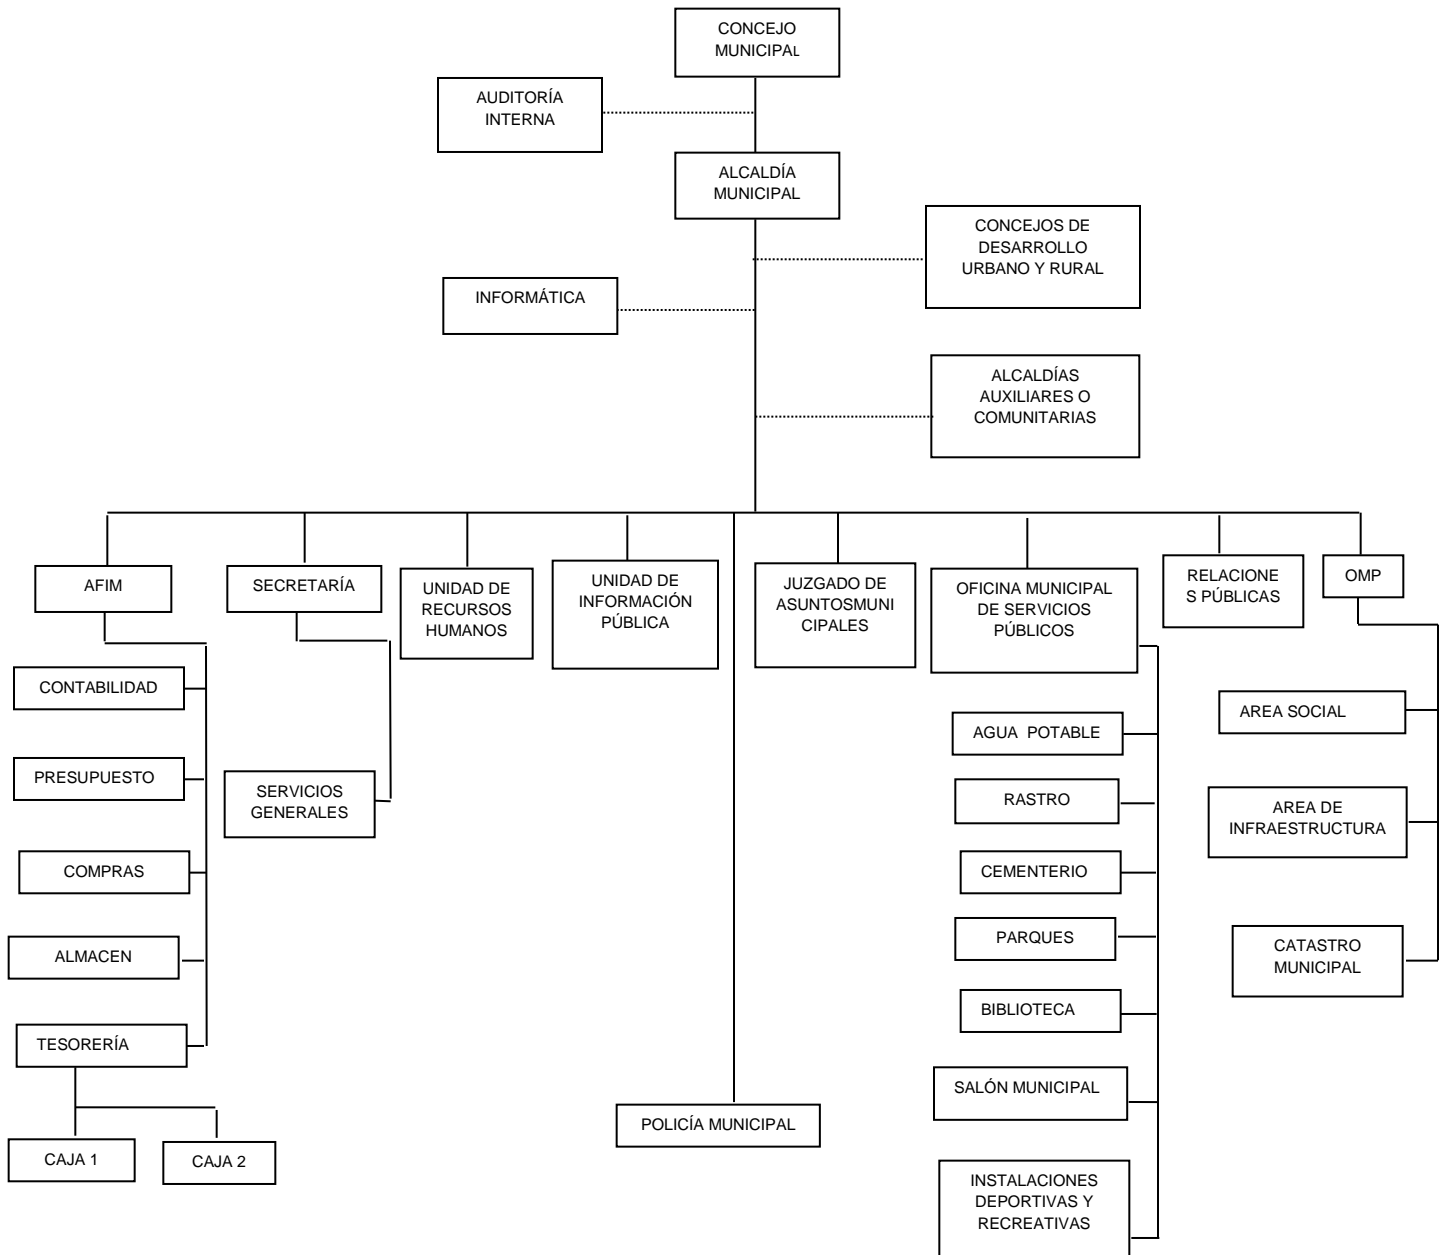 CONCEJO
MUNICIPAL
AUDITORÍA
INTERNA
ALCALDÍA
MUNICIPAL
CONCEJOS DE
DESARROLLO
URBANO Y RURAL
INFORMÁTICA
ALCALDÍAS
AUXILIARES O
COMUNITARIAS
AFIM
SECRETARÍA
UNIDAD DE
RECURSOS
HUMANOS
UNIDAD DE
INFORMACIÓN
PÚBLICA
JUZGADO DE
ASUNTOSMUNI
CIPALES
OFICINA MUNICIPAL
DE SERVICIOS
PÚBLICOS
RELACIONE
S PÚBLICAS
OMP
CONTABILIDAD
PRESUPUESTO
COMPRAS
ALMACEN
TESORERÍA
CAJA 1
CAJA 2
SERVICIOS
GENERALES
POLICÍA MUNICIPAL
AGUA  POTABLE
RASTRO
CEMENTERIO
PARQUES
BIBLIOTECA
SALÓN MUNICIPAL
INSTALACIONES
DEPORTIVAS Y
RECREATIVAS
AREA SOCIAL
AREA DE
INFRAESTRUCTURA
CATASTRO
MUNICIPAL